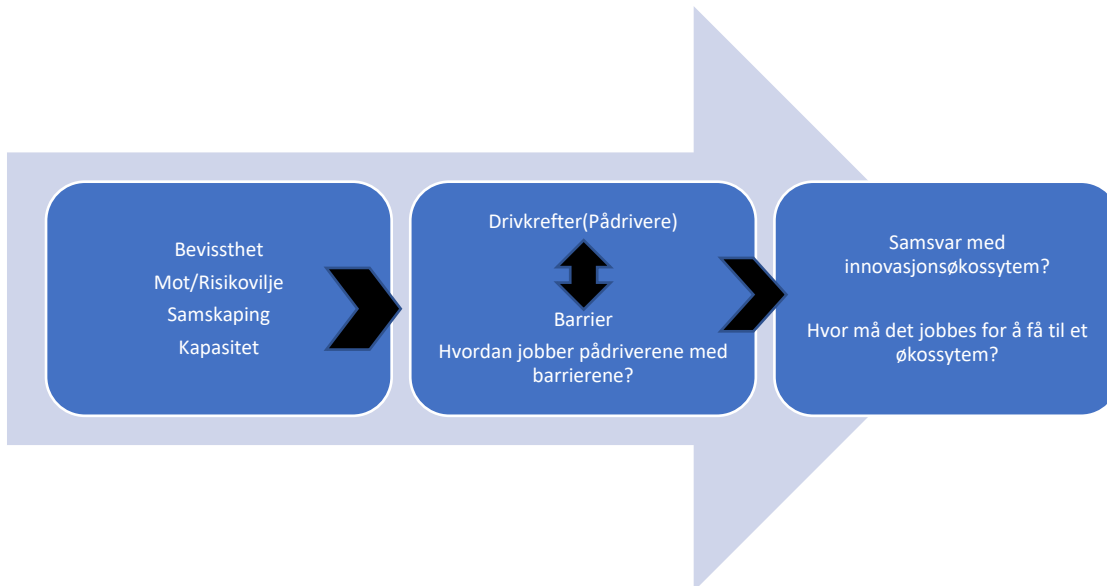 Bevissthet
Mot/Risikovilje
Samskaping
Kapasitet
Drivkrefter(Pådrivere)
Barrier
Hvordan jobber pådriverene med
barrierene?
Samsvar med
innovasjonsøkossytem?
Hvor må det jobbes for å få til et
økossytem?